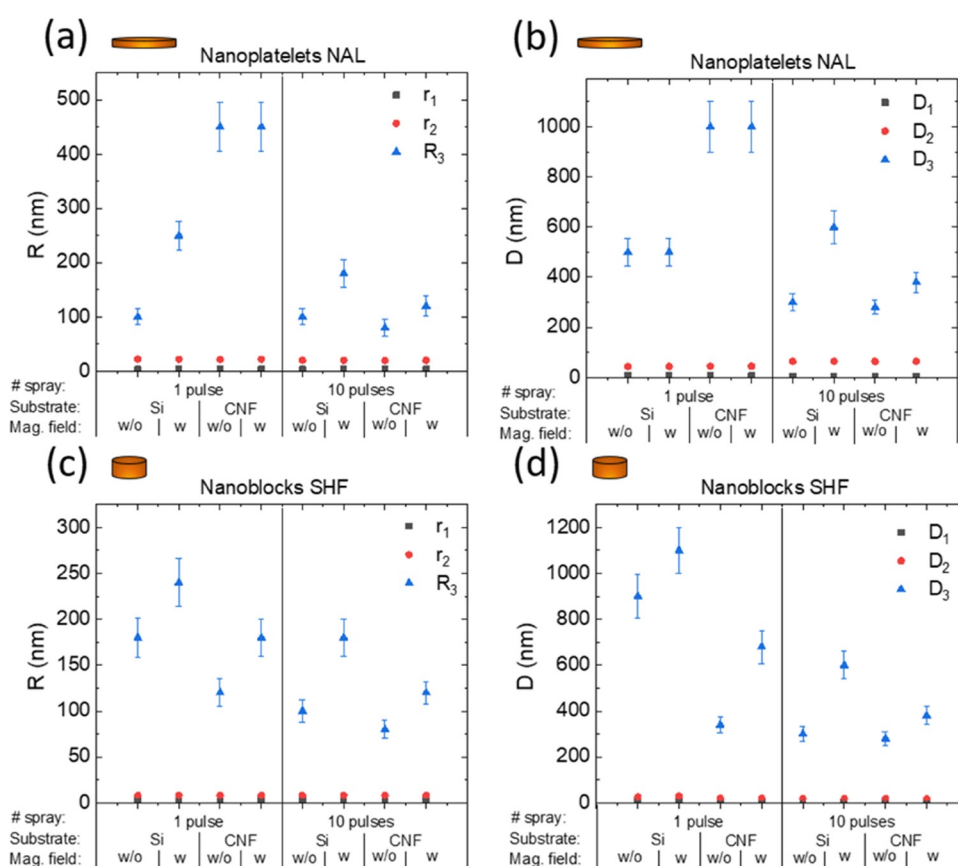 (a)
Nanoplatelets NAL
500
400
300
200
100
0
R (nm)
r₁
r₂
R₃
# spray:
1 pulse
10 pulses
Substrate:
Si
CNF
Si
CNF
Mag. field:
w/o | w | w/o | w
w/o | w | w/o | w
(b)
Nanoplatelets NAL
1000
800
600
400
200
0
D (nm)
D₁
D₂
D₃
# spray:
1 pulse
10 pulses
Substrate:
Si
CNF
Si
CNF
Mag. field:
w/o | w | w/o | w
w/o | w | w/o | w
(c)
Nanoblocks SHF
300
250
200
150
100
50
0
R (nm)
r₁
r₂
R₃
# spray:
1 pulse
10 pulses
Substrate:
Si
CNF
Si
CNF
Mag. field:
w/o | w | w/o | w
w/o | w | w/o | w
(d)
Nanoblocks SHF
1200
1000
800
600
400
200
0
D (nm)
D₁
D₂
D₃
# spray:
1 pulse
10 pulses
Substrate:
Si
CNF
Si
CNF
Mag. field:
w/o | w | w/o | w
w/o | w | w/o | w